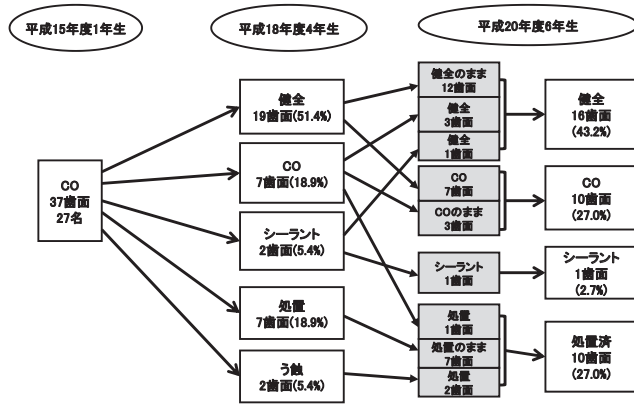 平成15年度1年生
平成18年度4年生
平成20年度6年生
CO
37歯面
27名
健全
19歯面(51.4%)
CO
7歯面(18.9%)
シーラント
2歯面(5.4%)
処置
7歯面(18.9%)
う蝕
2歯面(5.4%)
健全のまま
12歯面
健全
3歯面
健全
1歯面
CO
7歯面
COのまま
3歯面
シーラント
1歯面
処置
1歯面
処置のまま
7歯面
処置
2歯面
健全
16歯面
(43.2%)
CO
10歯面
(27.0%)
シーラント
1歯面
(2.7%)
処置済
10歯面
(27.0%)